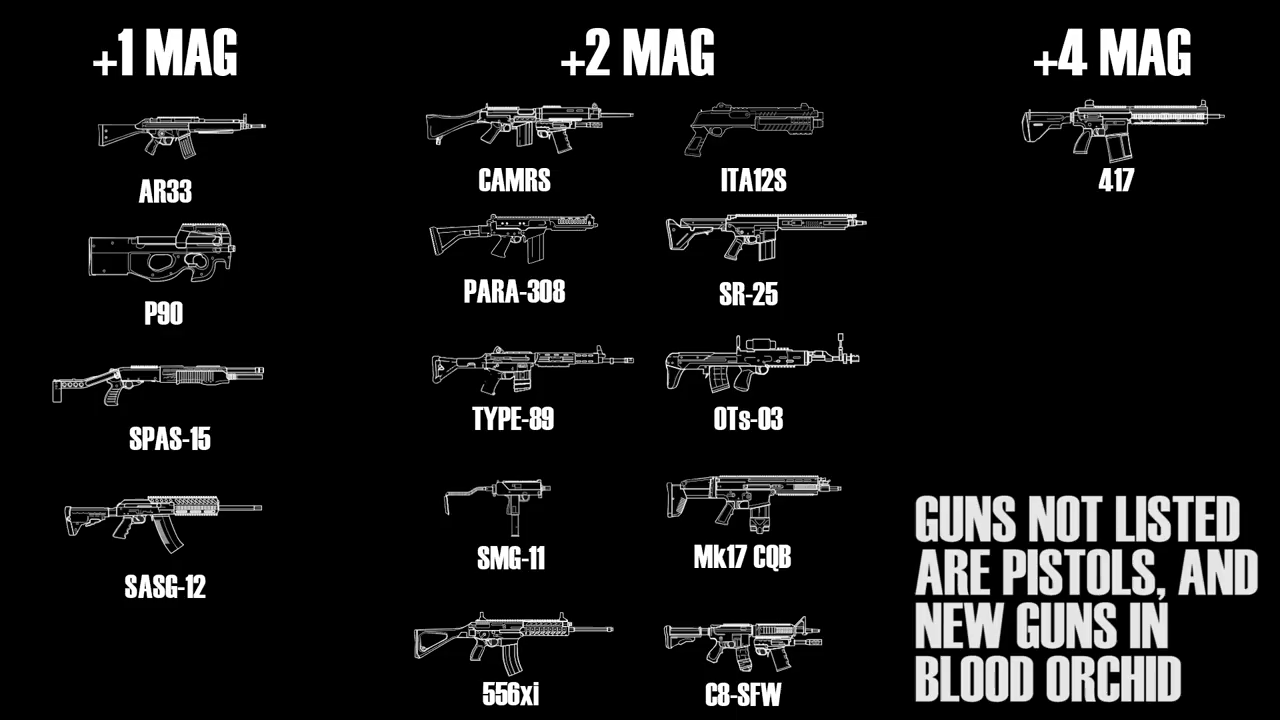 +1 MAG
+2 MAG
+4 MAG
AR33
CAMRS
ITA12S
417
P90
PARA-308
SR-25
SPAS-15
TYPE-89
OTs-03
SASG-12
SMG-11
Mk17 CQB
556xi
C8-SFW
GUNS NOT LISTED
ARE PISTOLS, AND
NEW GUNS IN
BLOOD ORCHID